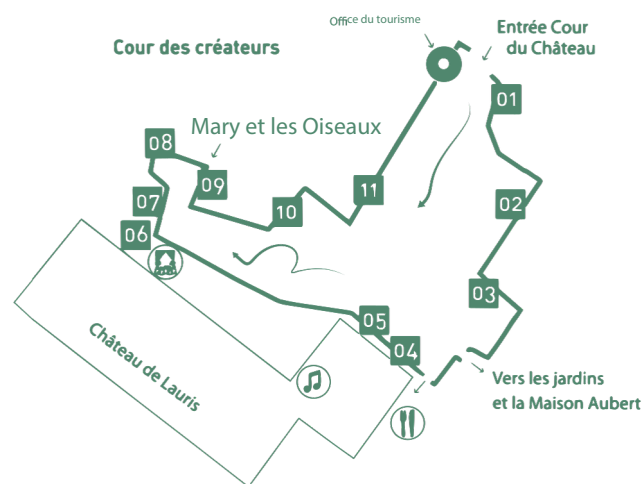 Office du tourisme
Entrée Cour
du Château
Cour des créateurs
01
Mary et les Oiseaux
08
09
11
07
10
02
06
03
05
04
Château de Lauris
Vers les jardins
et la Maison Aubert